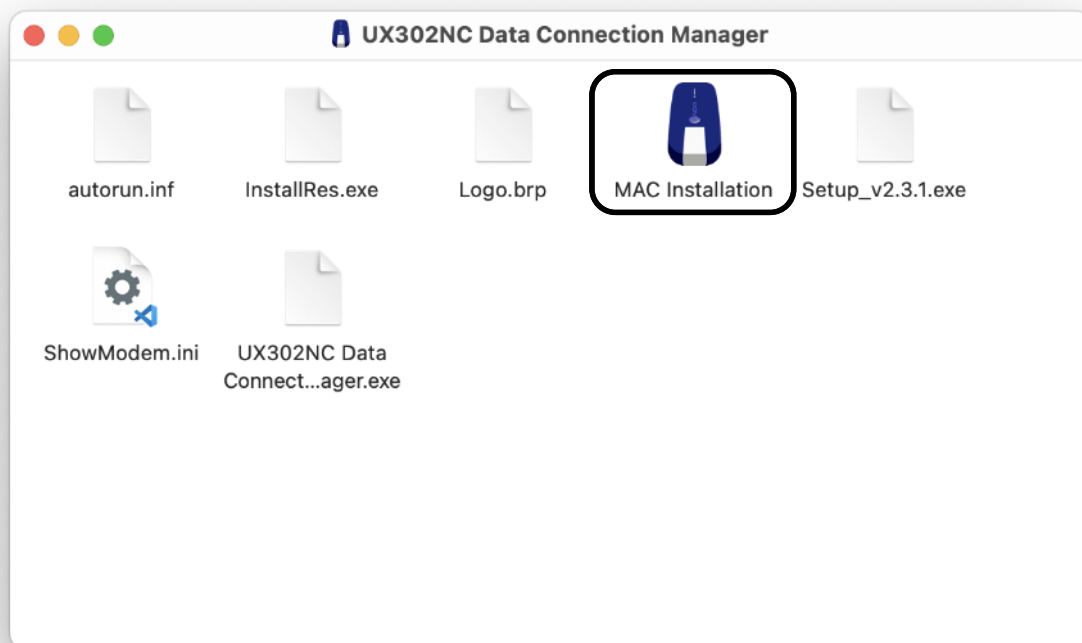 UX302NC Data Connection Manager
autorun.inf
InstallRes.exe
Logo.brp
MAC Installation
Setup_v2.3.1.exe
ShowModem.ini
UX302NC Data
Connect...ager.exe